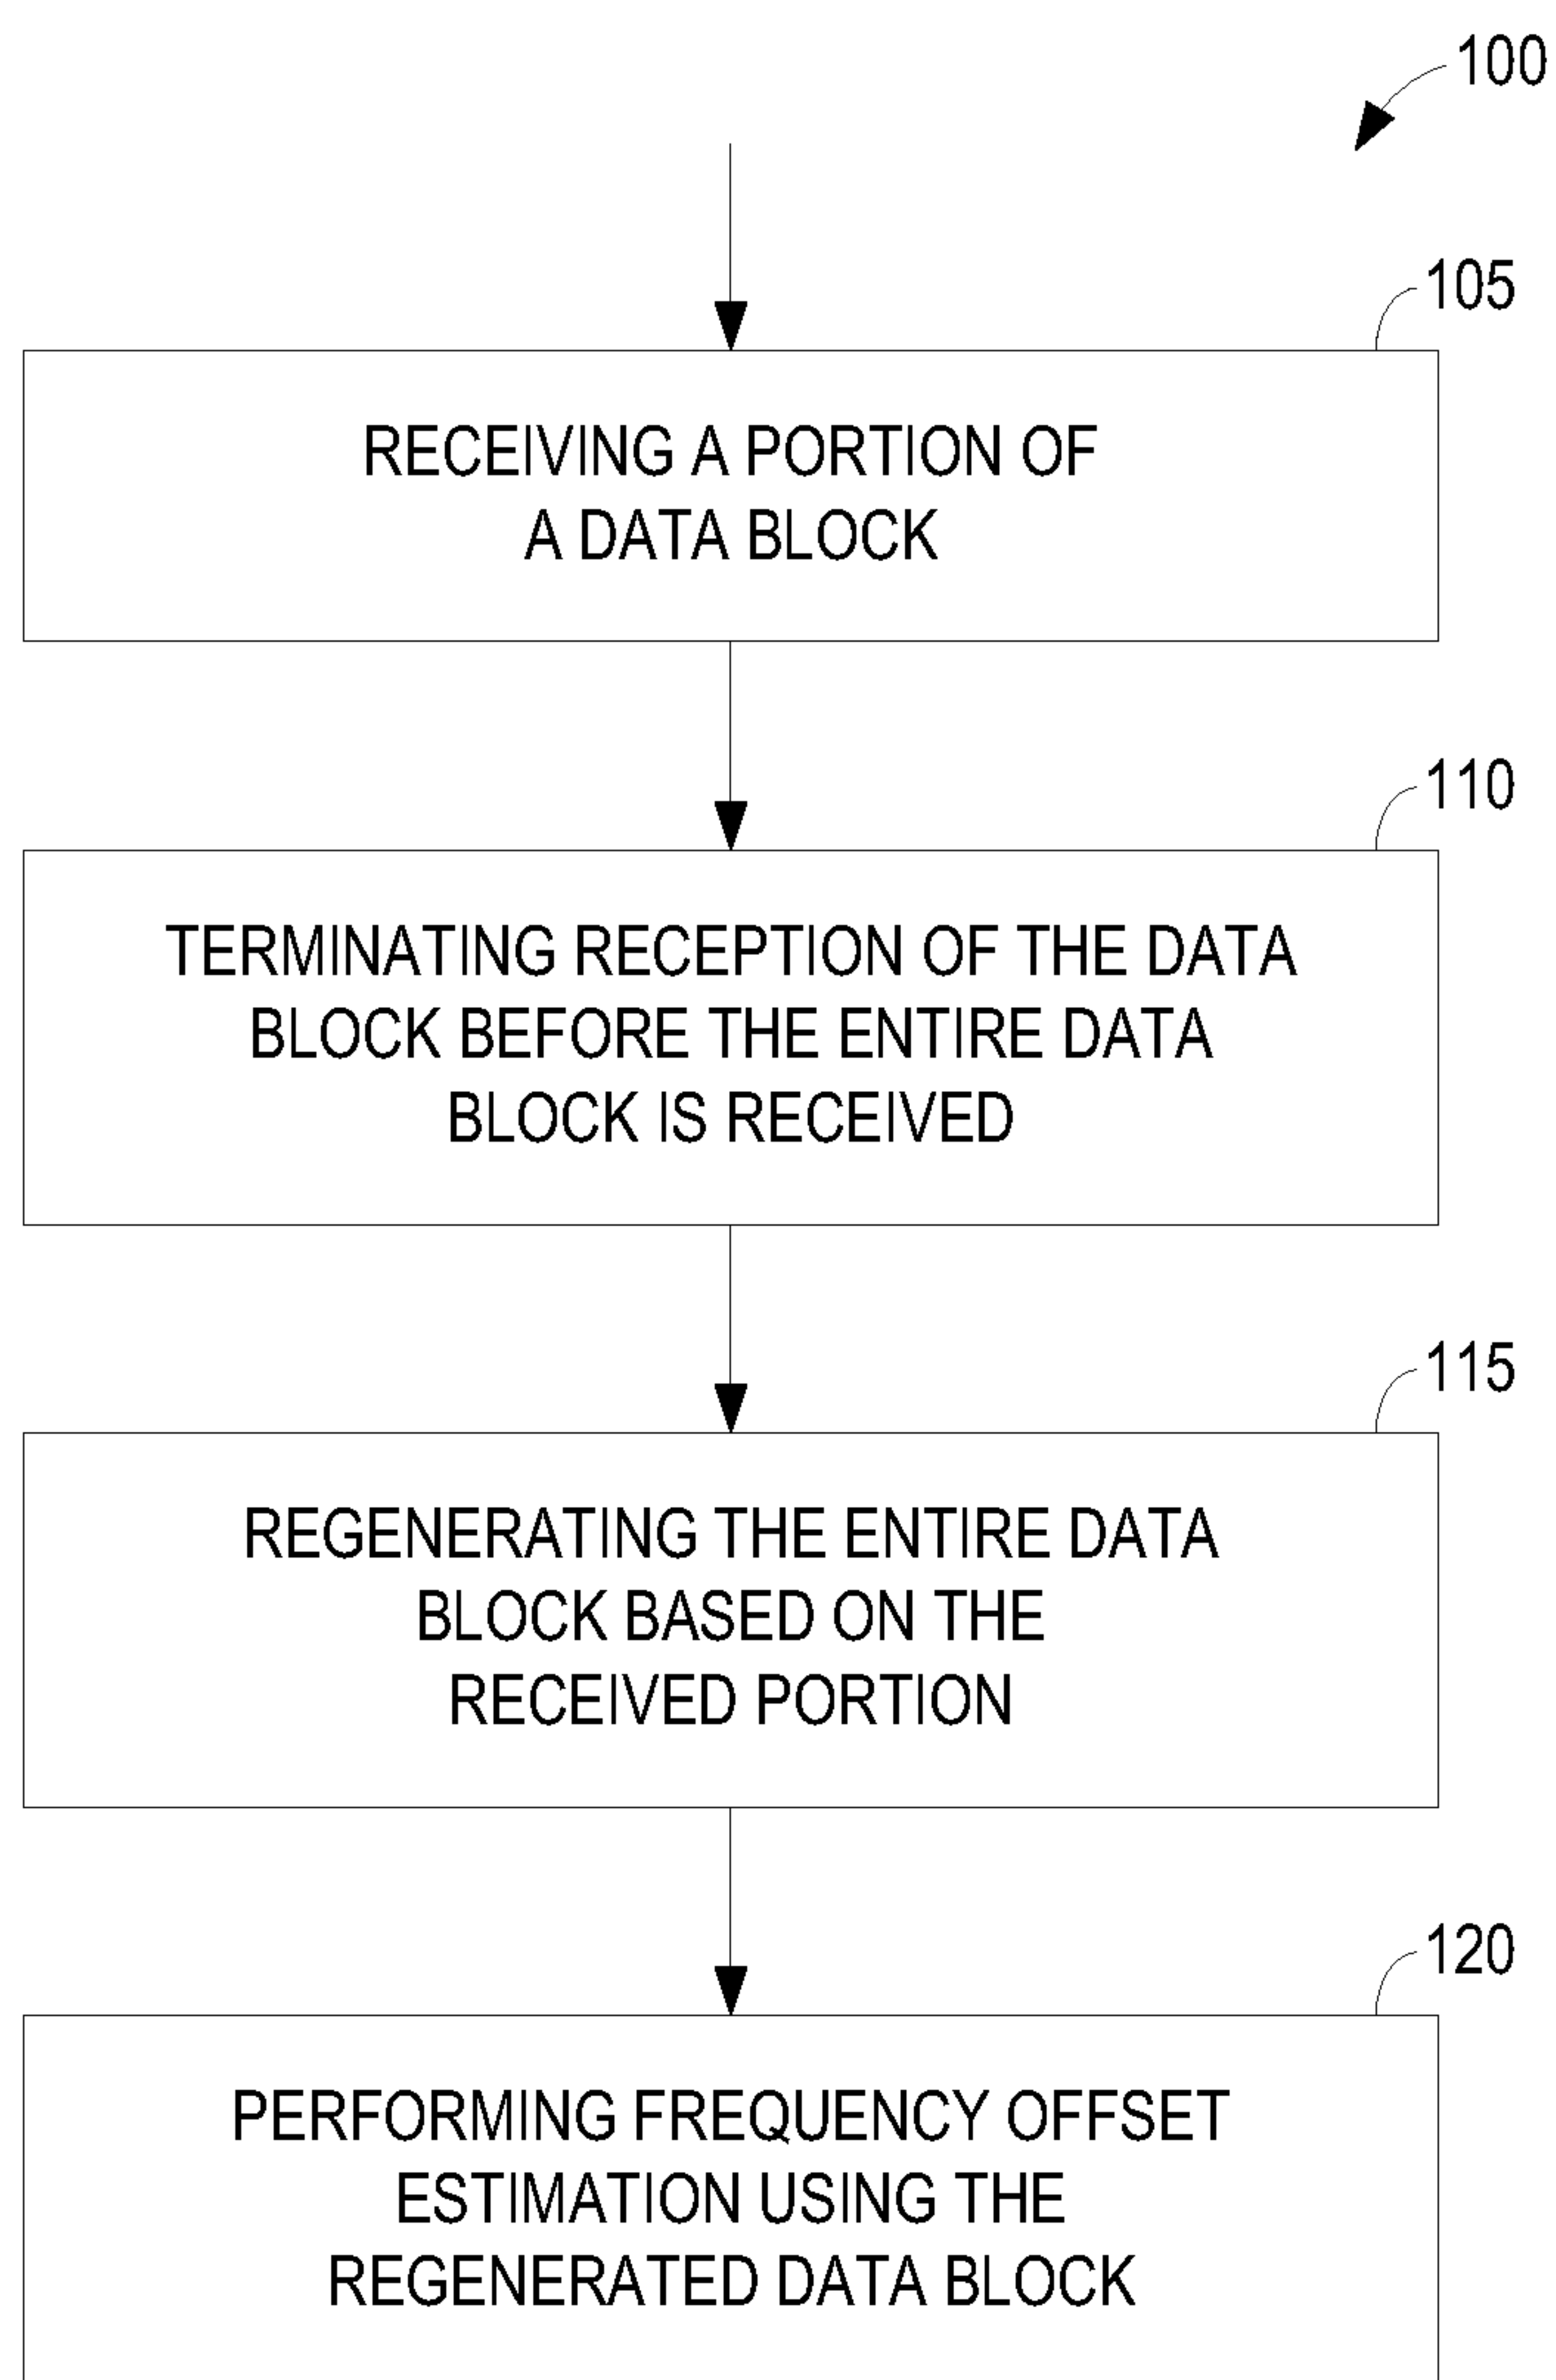 100
105
RECEIVING A PORTION OF
A DATA BLOCK
110
TERMINATING RECEPTION OF THE DATA
BLOCK BEFORE THE ENTIRE DATA
BLOCK IS RECEIVED
115
REGENERATING THE ENTIRE DATA
BLOCK BASED ON THE
RECEIVED PORTION
120
PERFORMING FREQUENCY OFFSET
ESTIMATION USING THE
REGENERATED DATA BLOCK